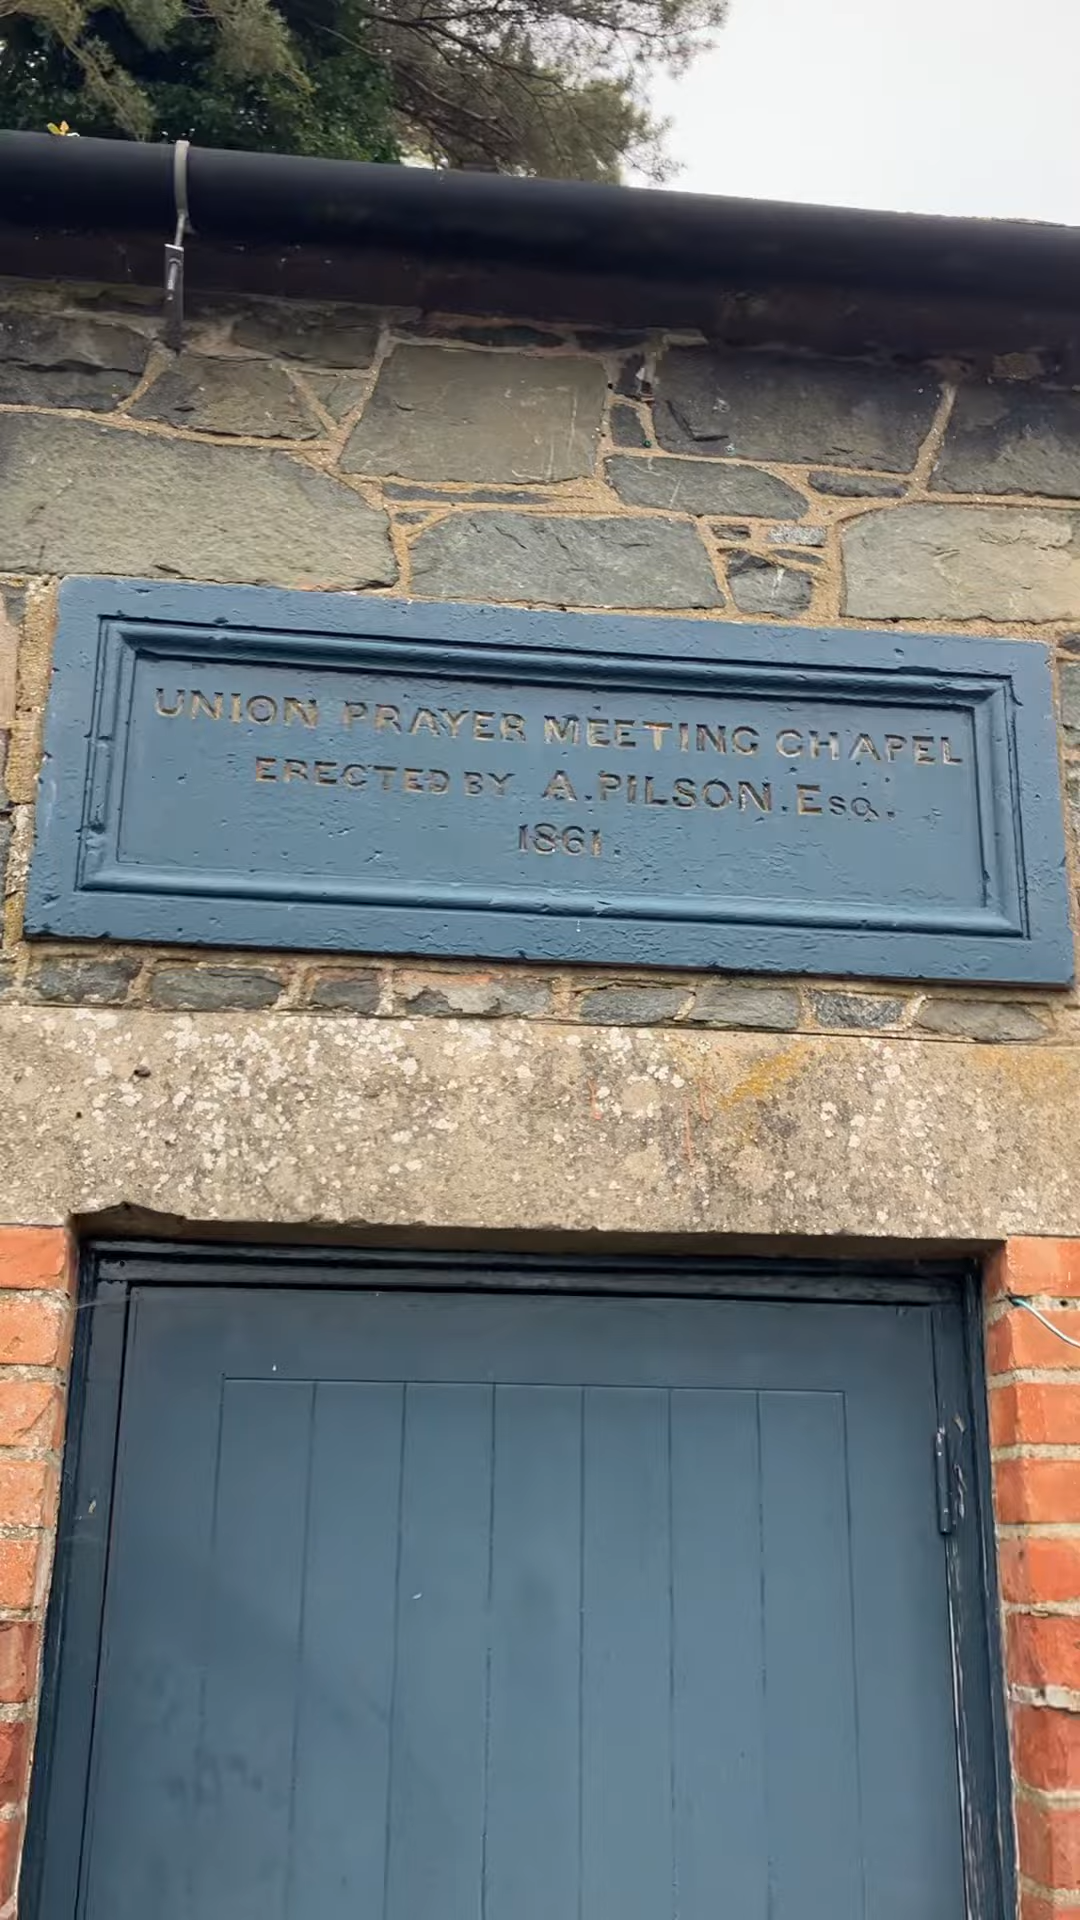 UNION PRAYER MEETING CHAPEL
ERECTED BY A. PILSON. ESQ.
1861.